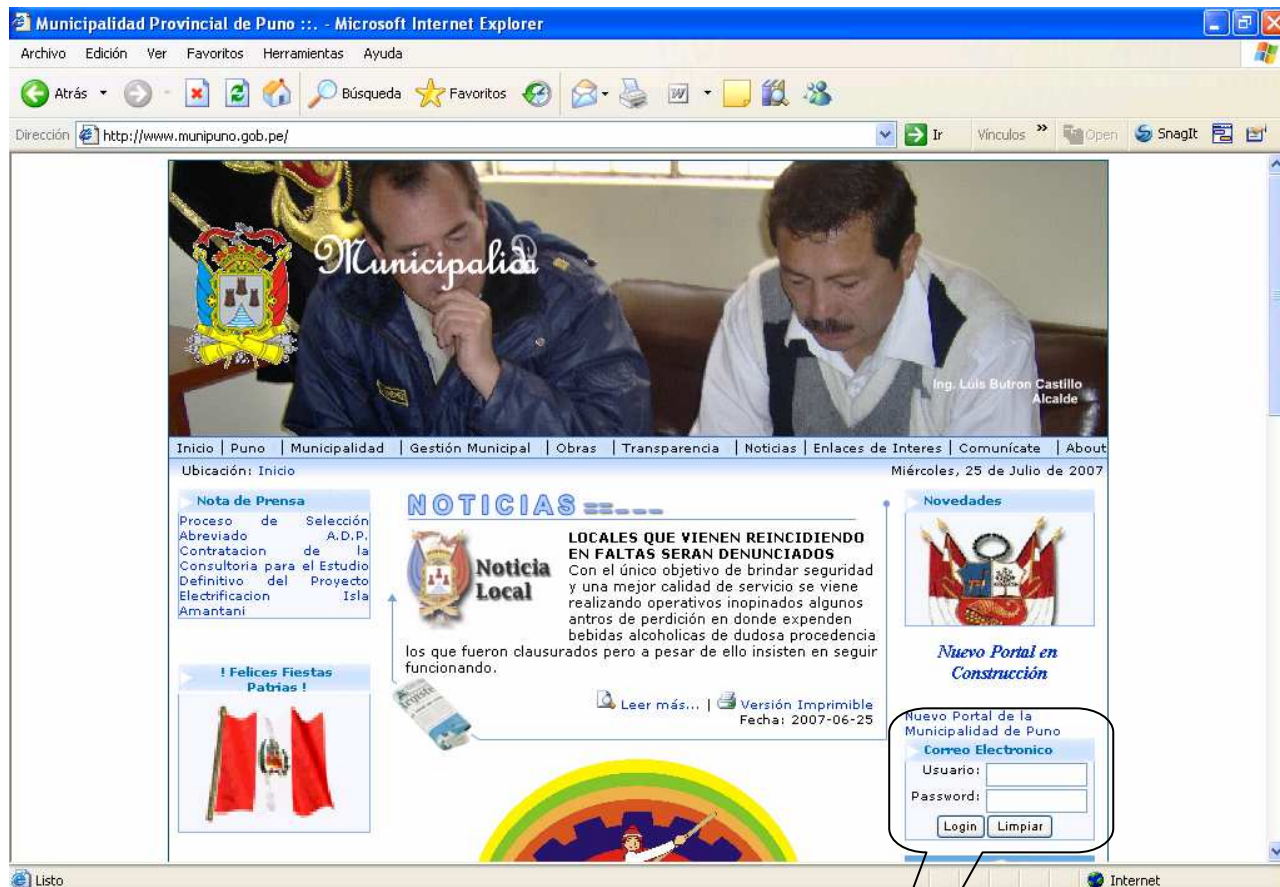 Municipalidad Provincial de Puno ::. - Microsoft Internet Explorer
Archivo Edición Ver Favoritos Herramientas Ayuda
Atrás Búsqueda Favoritos
Dirección http://www.munipuno.gob.pe/ Ir Vínculos » Open SnagIt
Municipalida
Ing. Luis Butron Castillo
Alcalde
Inicio | Puno | Municipalidad | Gestión Municipal | Obras | Transparencia | Noticias | Enlaces de Interes | Comunícate | About
Ubicación: Inicio
Miércoles, 25 de Julio de 2007
Nota de Prensa
Proceso de Selección
Abreviado A.D.P.
Contratacion de la
Consultoria para el Estudio
Definitivo del Proyecto
Electrificacion Isla
Amantani
! Felices Fiestas
Patrias !
NOTICIAS
Noticia
Local
LOCALES QUE VIENEN REINCIDIENDO
EN FALTAS SERAN DENUNCIADOS
Con el único objetivo de brindar seguridad
y una mejor calidad de servicio se viene
realizando operativos inopinados algunos
antros de perdición en donde expenden
bebidas alcoholicas de dudosa procedencia
los que fueron clausurados pero a pesar de ello insisten en seguir
funcionando.
Leer más... | Versión Imprimible
Fecha: 2007-06-25
Novedades
Nuevo Portal en
Construcción
Nuevo Portal de la
Municipalidad de Puno
Correo Electronico
Usuario:
Password:
Login Limpiar
Listo
Internet